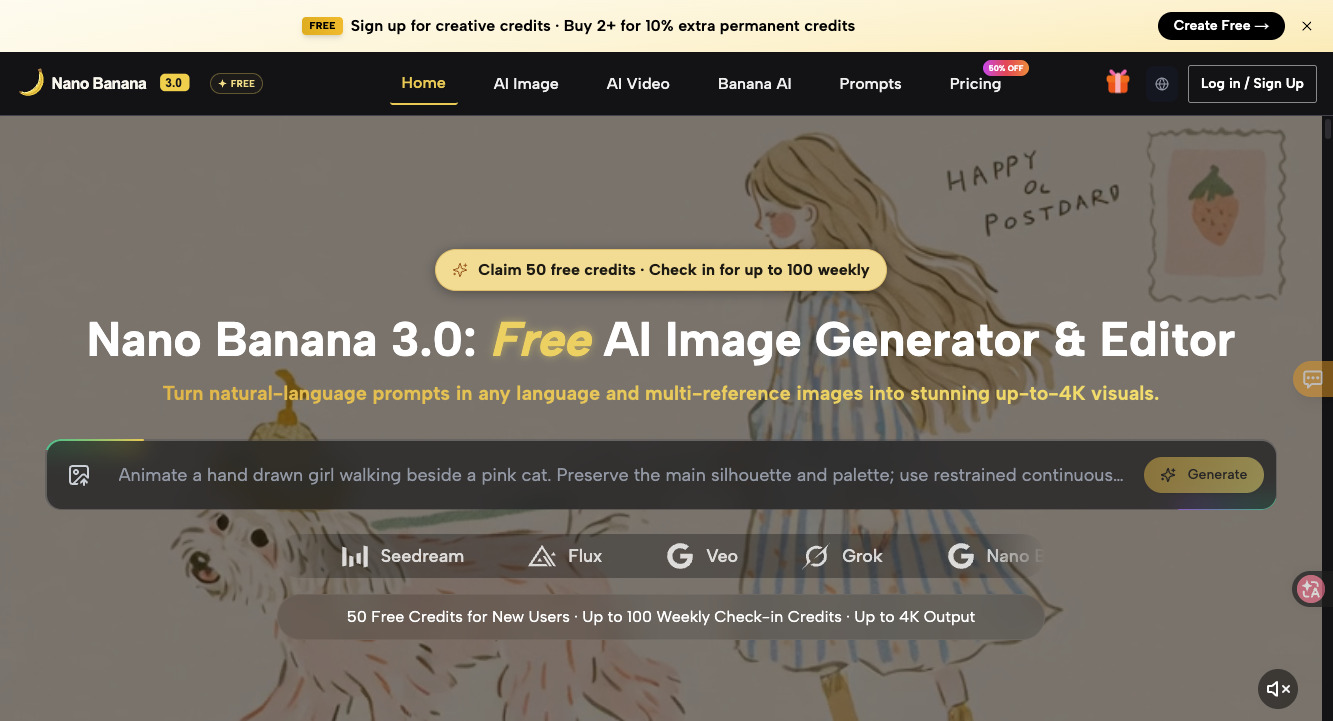 FREE Sign up for creative credits · Buy 2+ for 10% extra permanent credits
Create Free →
Nano Banana 3.0
FREE
Home
AI Image
AI Video
Banana AI
Prompts
Pricing
50% OFF
Log in / Sign Up
HAPPY
OL
POSTDARD
Claim 50 free credits · Check in for up to 100 weekly
Nano Banana 3.0: Free AI Image Generator & Editor
Turn natural-language prompts in any language and multi-reference images into stunning up-to-4K visuals.
Animate a hand drawn girl walking beside a pink cat. Preserve the main silhouette and palette; use restrained continuous...
Generate
Seedream
Flux
Veo
Grok
Nano
50 Free Credits for New Users · Up to 100 Weekly Check-in Credits · Up to 4K Output